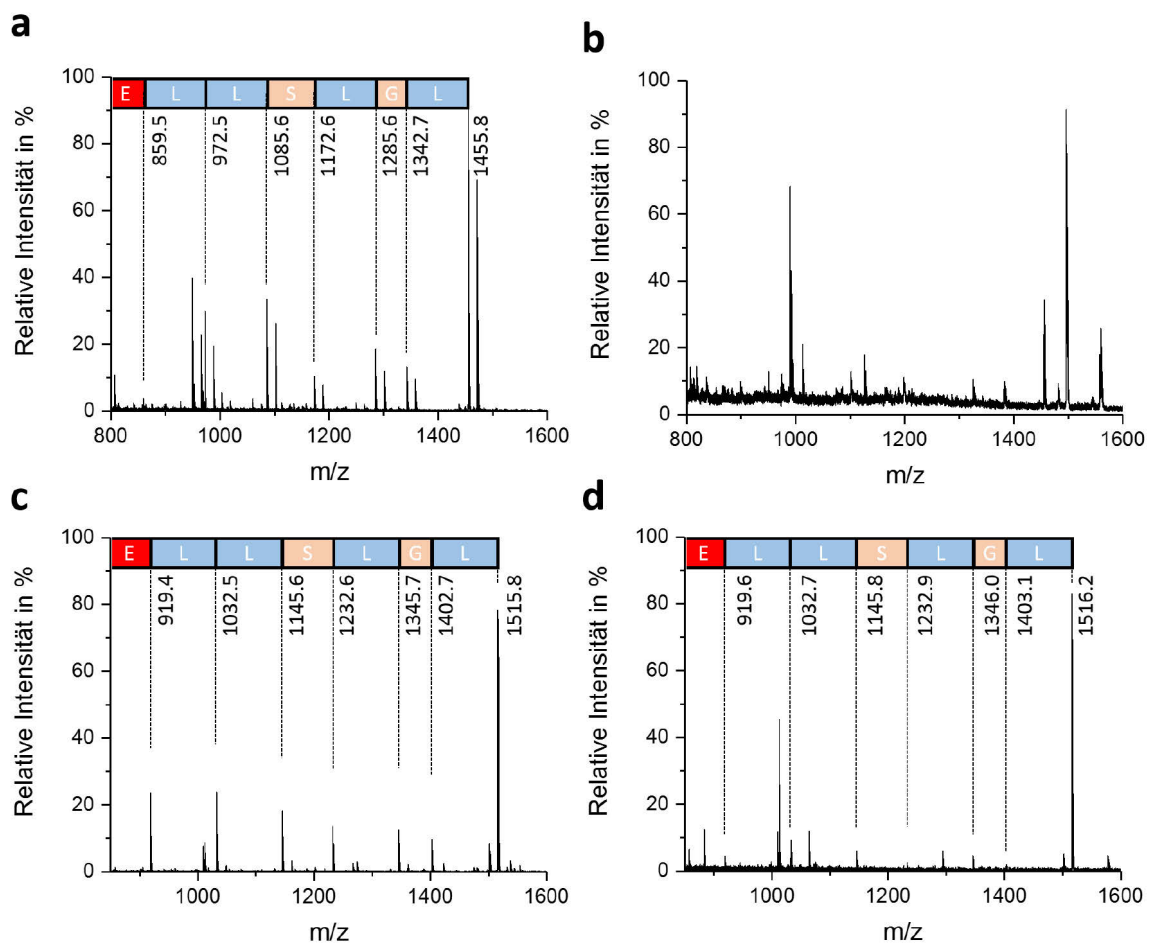 a
E L L S L G L
859.5 972.5 1085.6 1172.6 1285.6 1342.7 1455.8
Relative Intensität in %
100
80
60
40
20
0
800 1000 1200 1400 1600
m/z
b
Relative Intensität in %
100
80
60
40
20
0
800 1000 1200 1400 1600
m/z
c
E L L S L G L
919.4 1032.5 1145.6 1232.6 1345.7 1402.7 1515.8
Relative Intensität in %
100
80
60
40
20
0
1000 1200 1400 1600
m/z
d
E L L S L G L
919.6 1032.7 1145.8 1232.9 1346.0 1403.1 1516.2
Relative Intensität in %
100
80
60
40
20
0
1000 1200 1400 1600
m/z